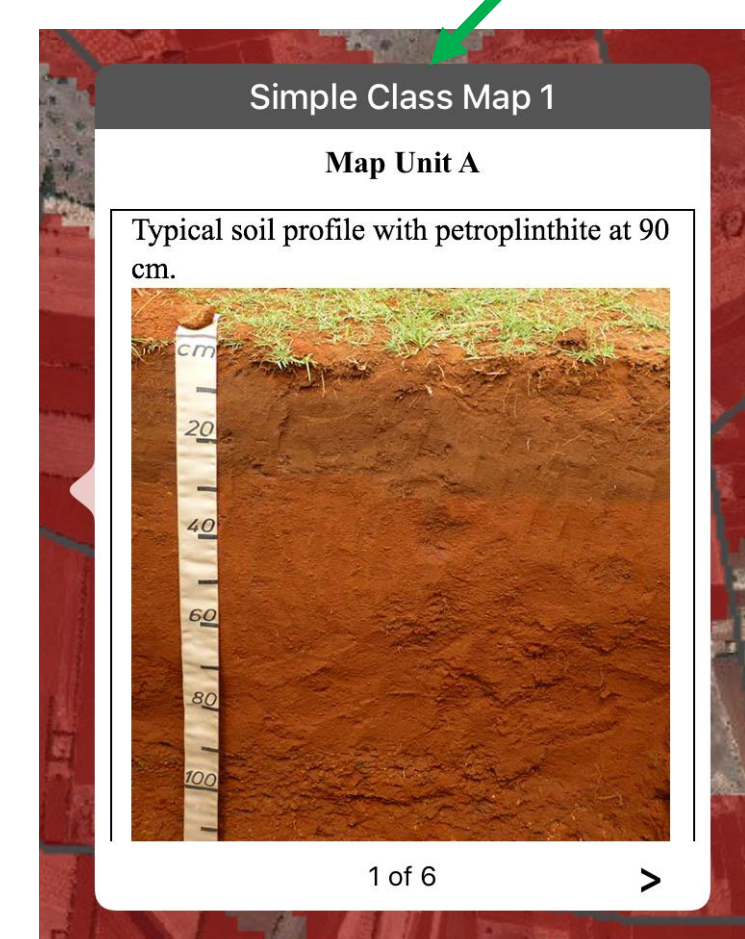 Simple Class Map 1
Map Unit A
Typical soil profile with petroplinthite at 90
cm.
cm
20
40
60
80
100
1 of 6
>